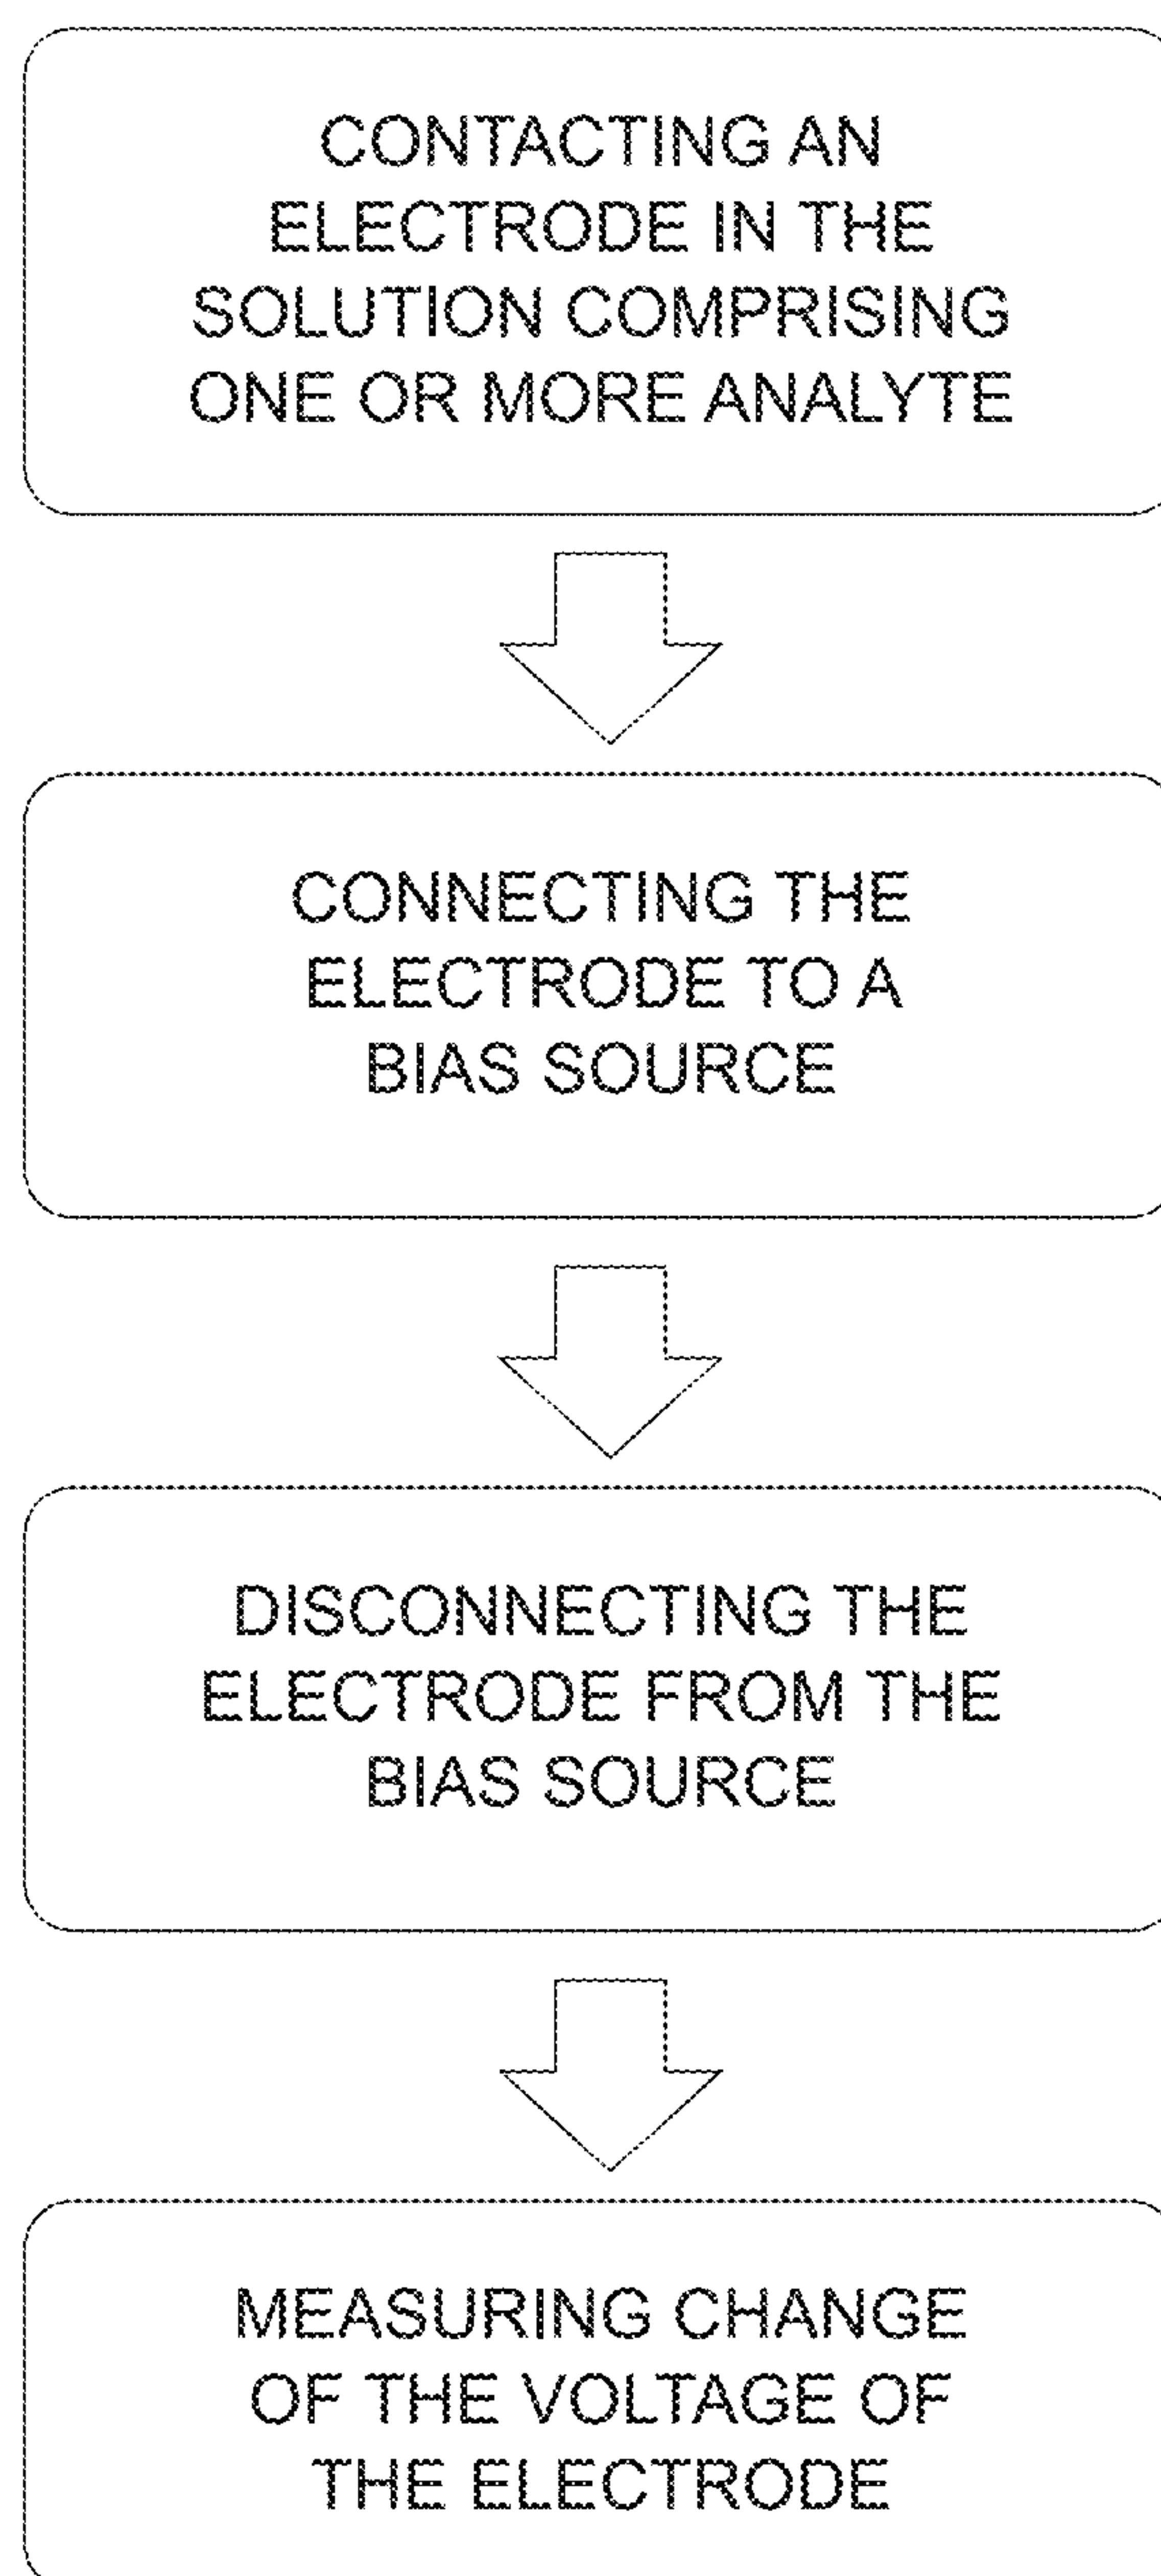 CONTACTING AN
ELECTRODE IN THE
SOLUTION COMPRISING
ONE OR MORE ANALYTE
CONNECTING THE
ELECTRODE TO A
BIAS SOURCE
DISCONNECTING THE
ELECTRODE FROM THE
BIAS SOURCE
MEASURING CHANGE
OF THE VOLTAGE OF
THE ELECTRODE